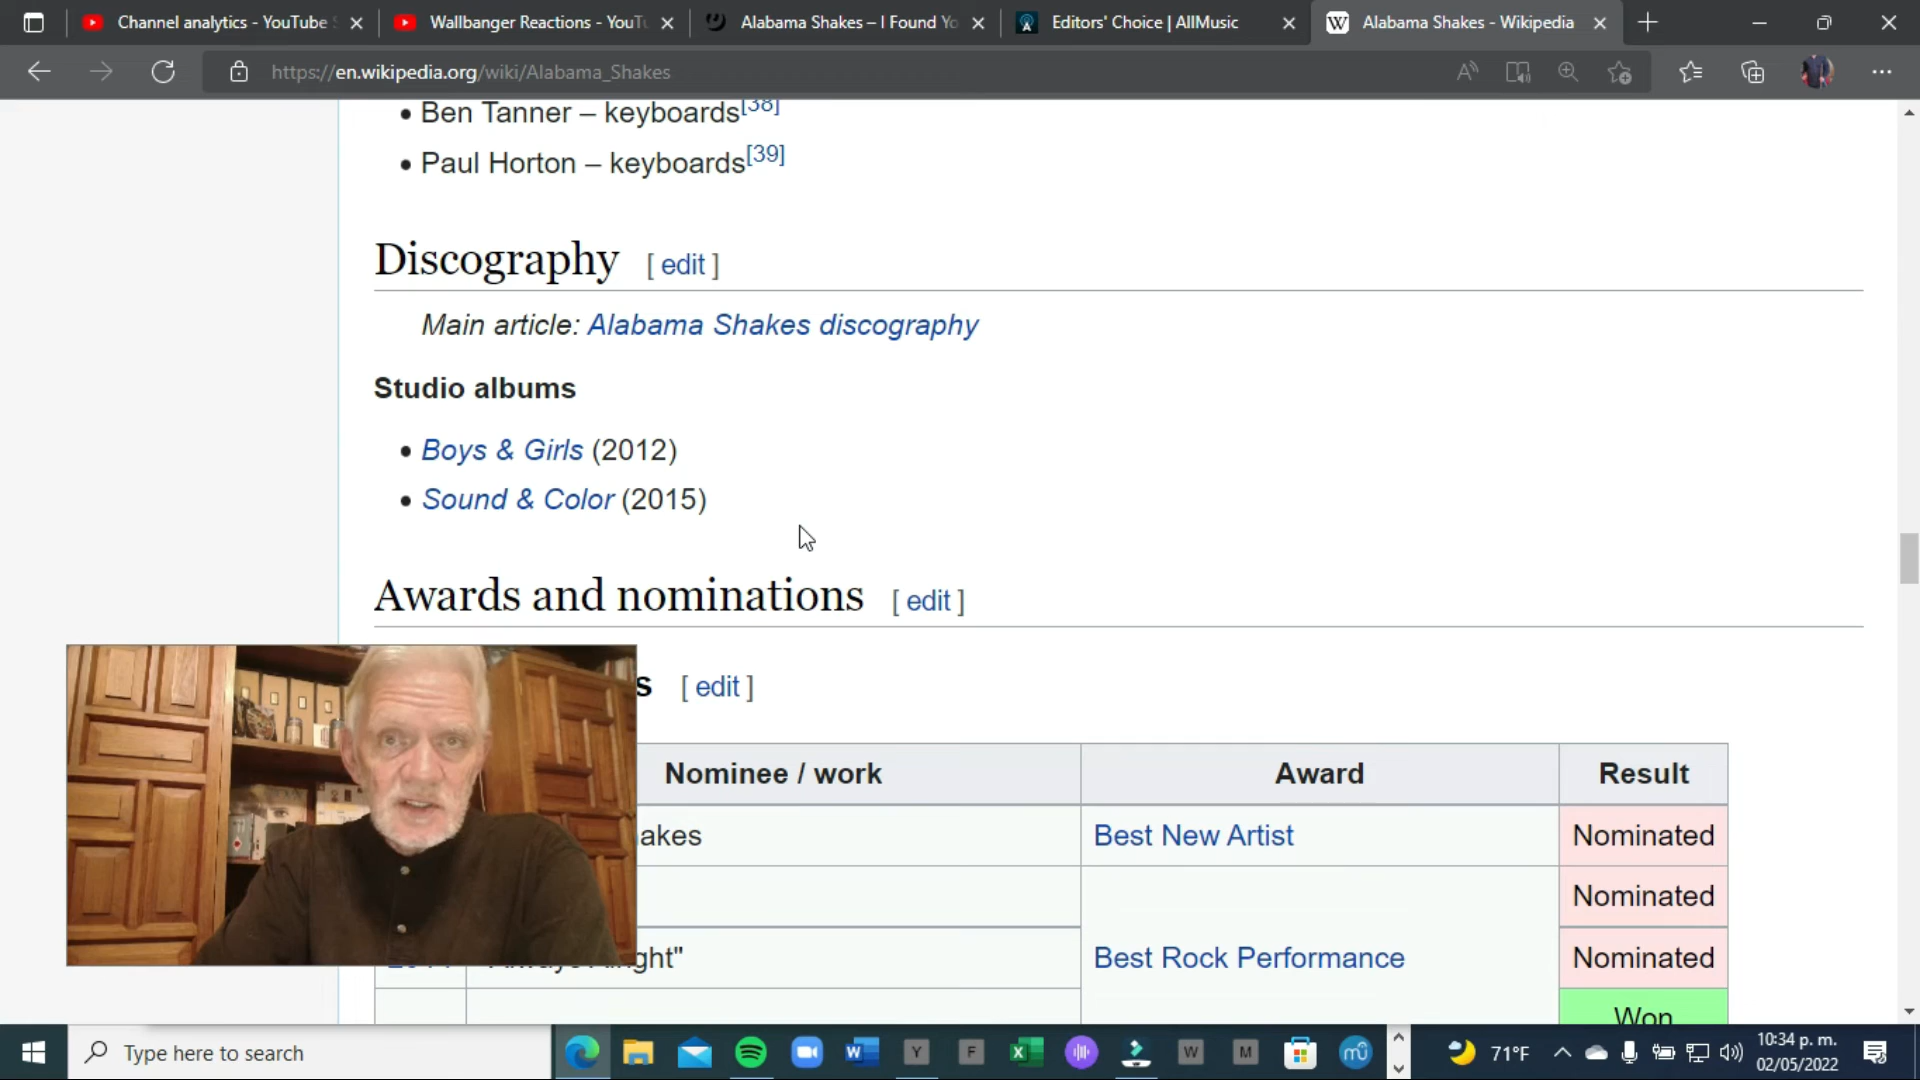 Channel analytics - YouTube S
Wallbanger Reactions - YouTu
Alabama Shakes – I Found Yo
Editors' Choice | AllMusic
Alabama Shakes - Wikipedia
https://en.wikipedia.org/wiki/Alabama_Shakes
• Ben Tanner – keyboards[38]
• Paul Horton – keyboards[39]
Discography [ edit ]
Main article: Alabama Shakes discography
Studio albums
• Boys & Girls (2012)
• Sound & Color (2015)
Awards and nominations [ edit ]
s [ edit ]
Nominee / work Award Result
akes Best New Artist Nominated
Nominated
ght" Best Rock Performance Nominated
Won
Type here to search
71°F
10:34 p. m.
02/05/2022